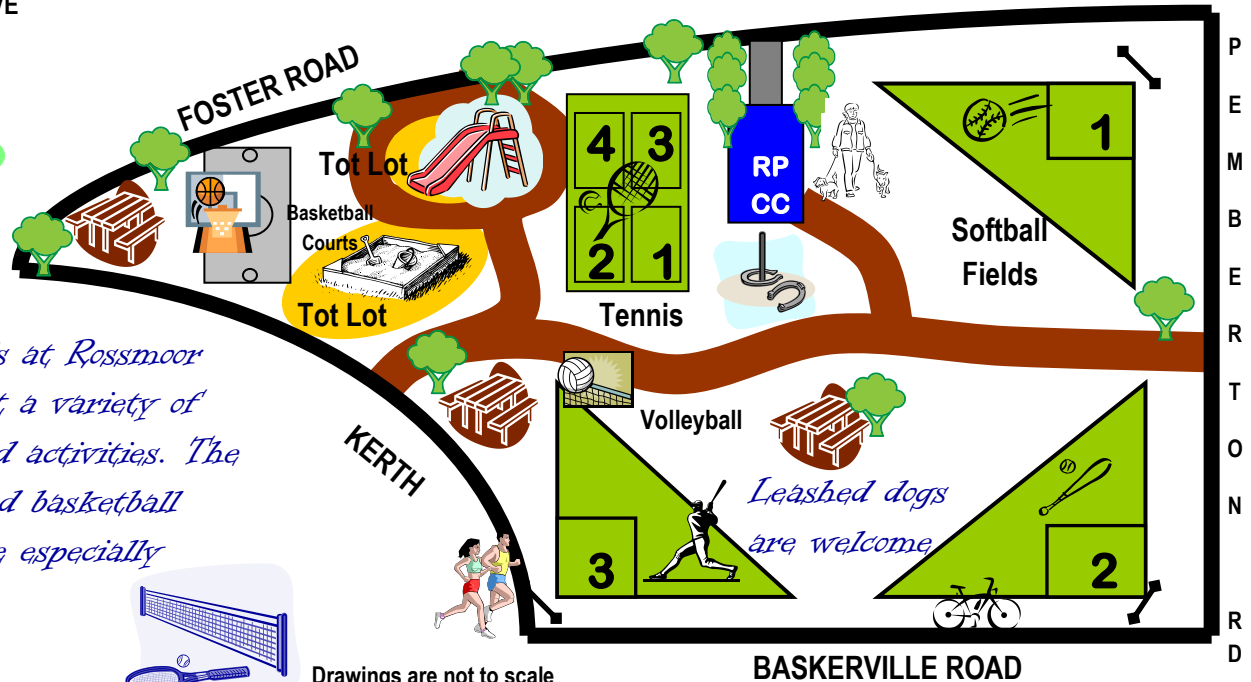 VE
FOSTER ROAD
PEMBERTON RD
Tot Lot
4 3
2 1
RP
CC
1
Basketball
Courts
Softball
Fields
Tot Lot
Tennis
s at Rossmoor
t a variety of
d activities. The
d basketball
e especially
KERTH
Volleyball
Leashed dogs
are welcome
3
2
Drawings are not to scale
BASKERVILLE ROAD